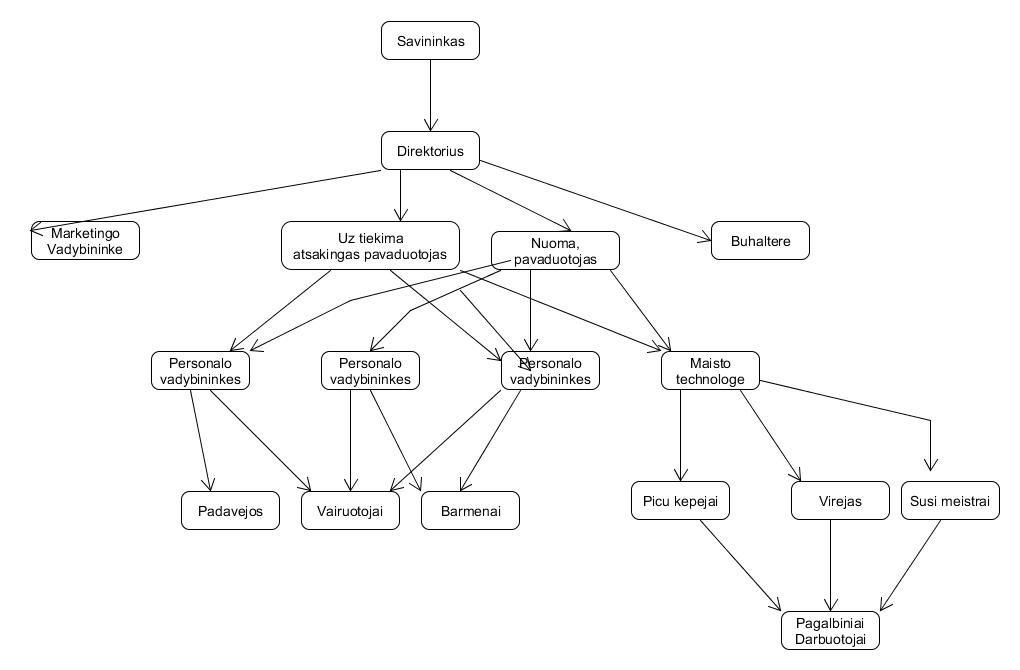 Savininkas
Direktorius
Marketingo
Vadybininke
Uz tiekima
atsakingas pavaduotojas
Nuoma,
pavaduotojas
Buhaltere
Personalo
vadybininkes
Personalo
vadybininkes
Personalo
vadybininkes
Maisto
technologe
Padavejos
Vairuotojai
Barmenai
Picu kepejai
Virejas
Susi meistrai
Pagalbiniai
Darbuotojai